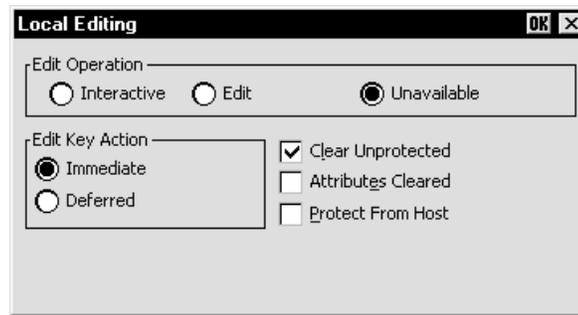 Local Editing OK ×
Edit Operation
Interactive Edit Unavailable
Edit Key Action
Immediate
Deferred
Clear Unprotected
Attributes Cleared
Protect From Host